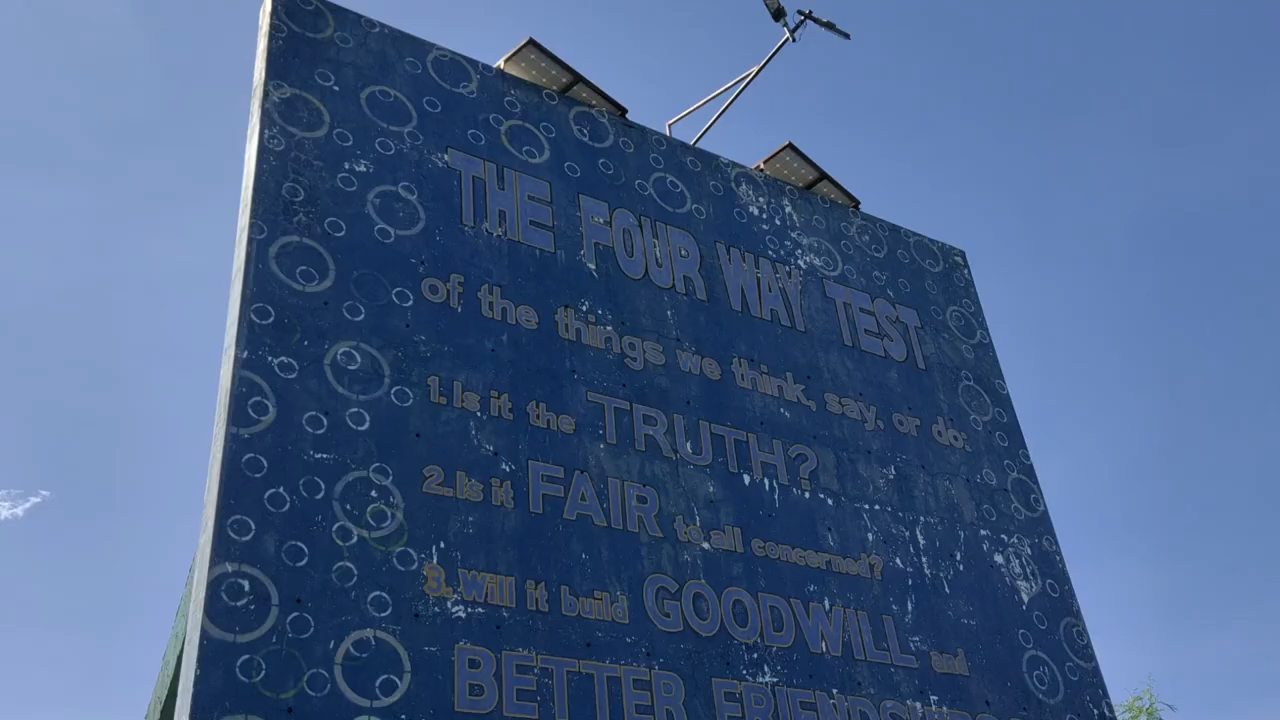 THE FOUR WAY TEST
of the things we think, say, or do:
1. Is it the TRUTH?
2. Is it FAIR to all concerned?
3. Will it build GOODWILL and
BETTER FRIENDSHIPS?